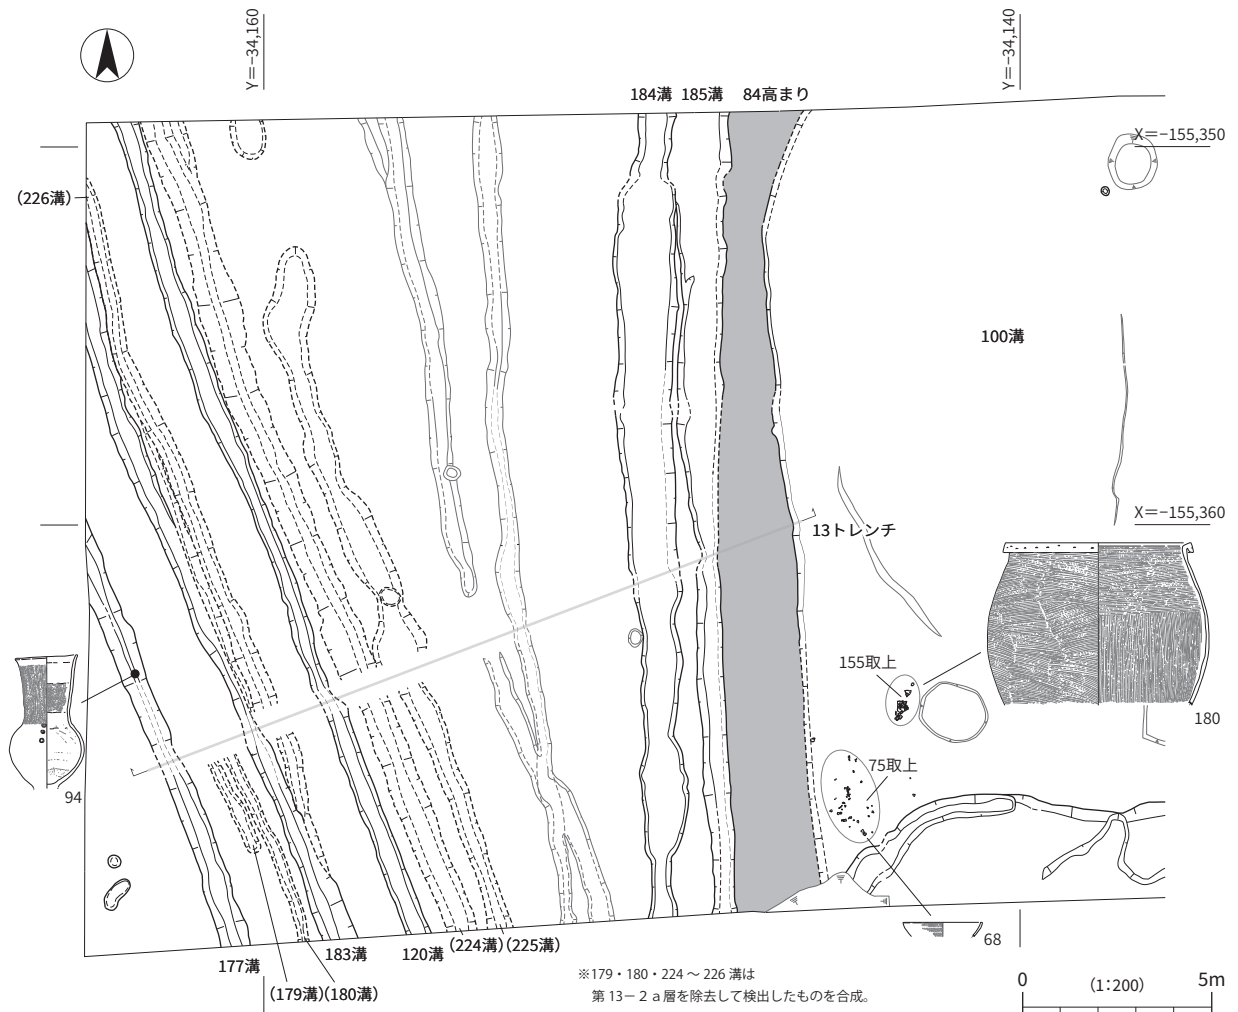 Y=−34,160
Y=−34,140
184溝
185溝
84高まり
X=−155,350
（226溝）
100溝
X=−155,360
13トレンチ
155取上
180
75取上
94
68
177溝
183溝
120溝
（224溝）（225溝）
（179溝）（180溝）
※179・180・224 ～ 226 溝は
第 13－２ａ層を除去して検出したものを合成。
0
（1：200）
5m